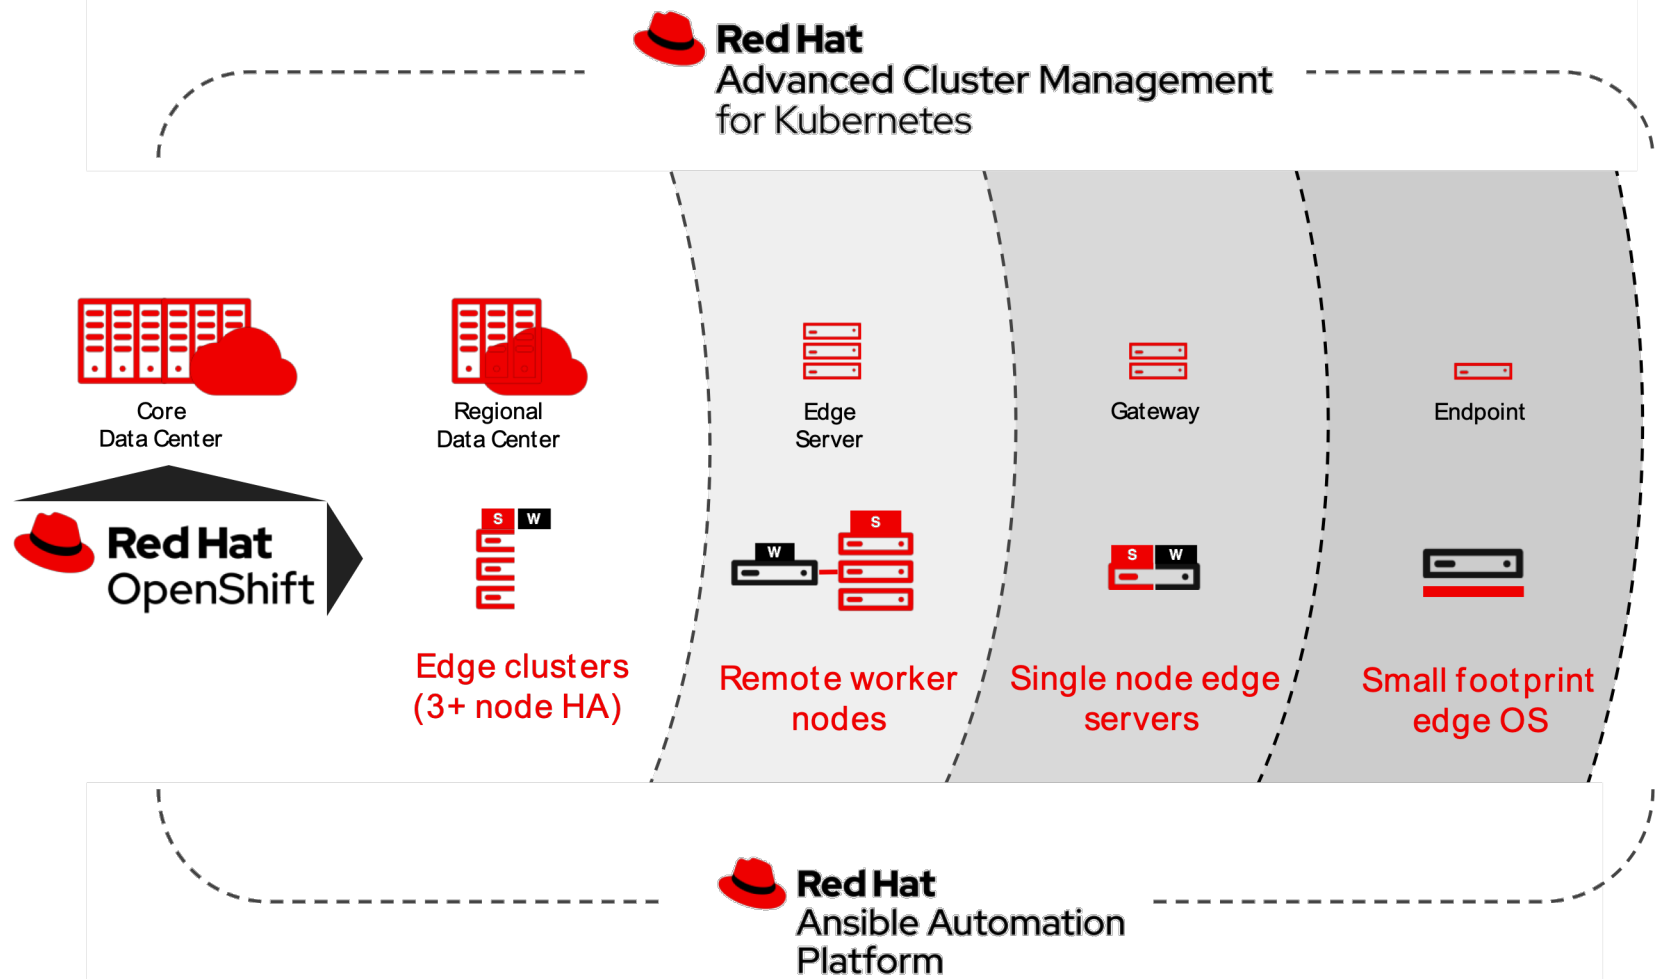 Red Hat
Advanced Cluster Management
for Kubernetes
Core
Data Center
Regional
Data Center
Edge
Server
Gateway
Endpoint
Red Hat
OpenShift
S W
W
S
S W
Edge clusters
(3+ node HA)
Remote worker
nodes
Single node edge
servers
Small footprint
edge OS
Red Hat
Ansible Automation
Platform